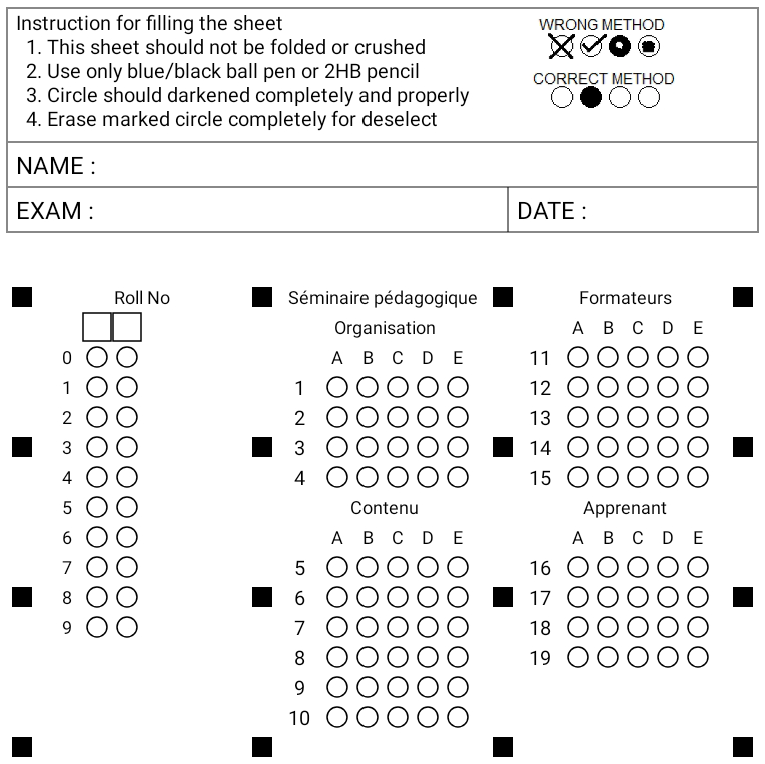 Instruction for filling the sheet
1. This sheet should not be folded or crushed
2. Use only blue/black ball pen or 2HB pencil
3. Circle should darkened completely and properly
4. Erase marked circle completely for deselect
WRONG METHOD
CORRECT METHOD
NAME :
EXAM :
DATE :
Roll No
0
1
2
3
4
5
6
7
8
9
Séminaire pédagogique
Organisation
A B C D E
1
2
3
4
Contenu
A B C D E
5
6
7
8
9
10
Formateurs
A B C D E
11
12
13
14
15
Apprenant
A B C D E
16
17
18
19